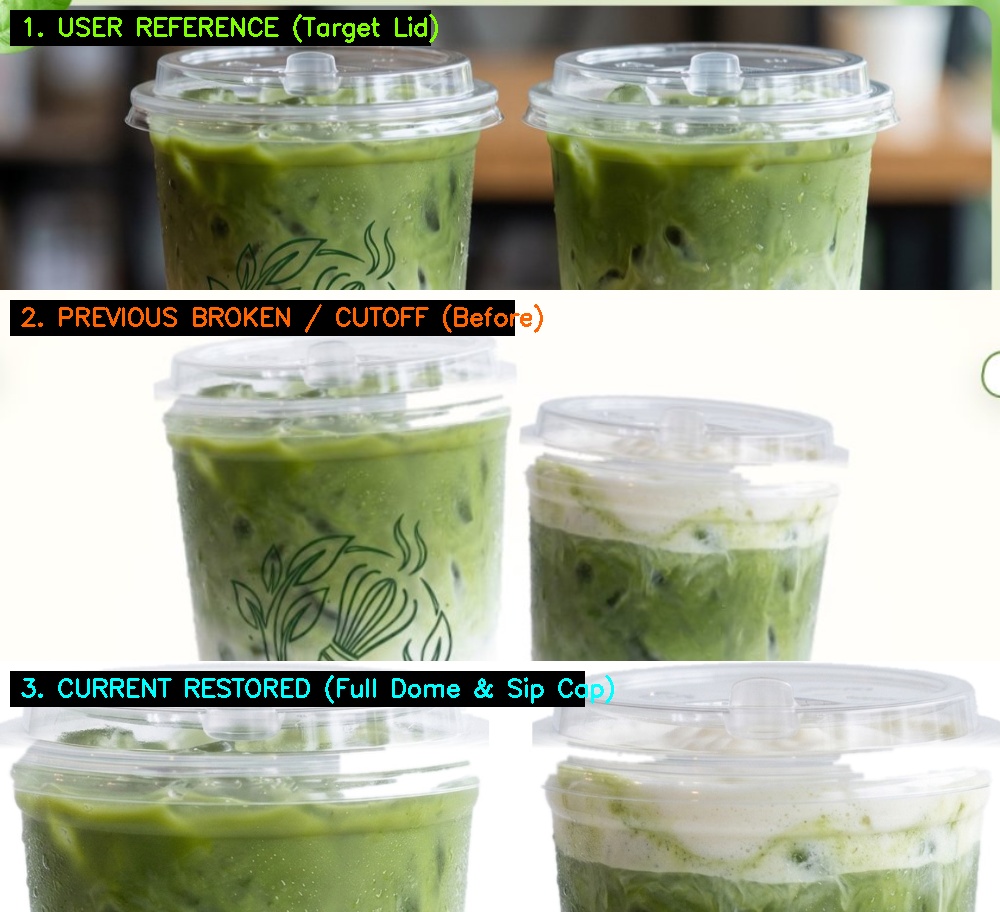 1. USER REFERENCE (Target Lid)
2. PREVIOUS BROKEN / CUTOFF (Before)
3. CURRENT RESTORED (Full Dome & Sip Cap)